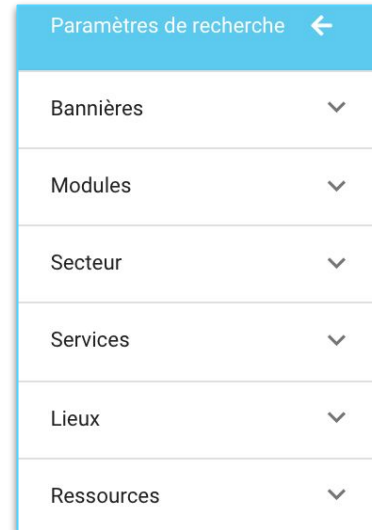 Paramètres de recherche
Bannières
Modules
Secteur
Services
Lieux
Ressources